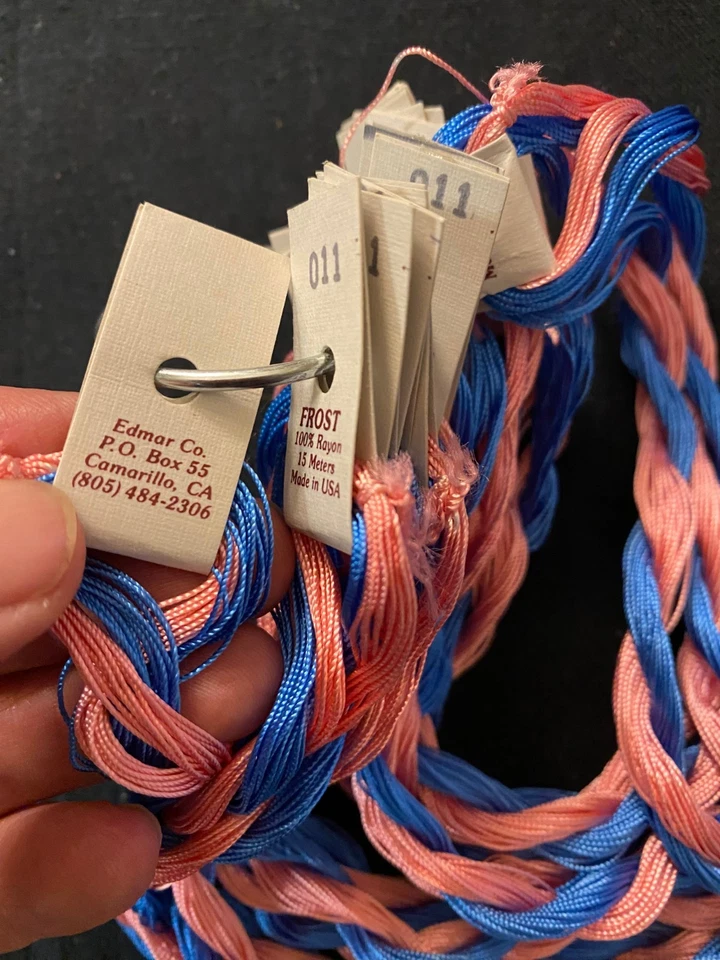 Edmar Co.
P.O. Box 55
Camarillo, CA
(805) 484-2306
011
FROST
100% Rayon
15 Meters
Made in USA
1
011
E